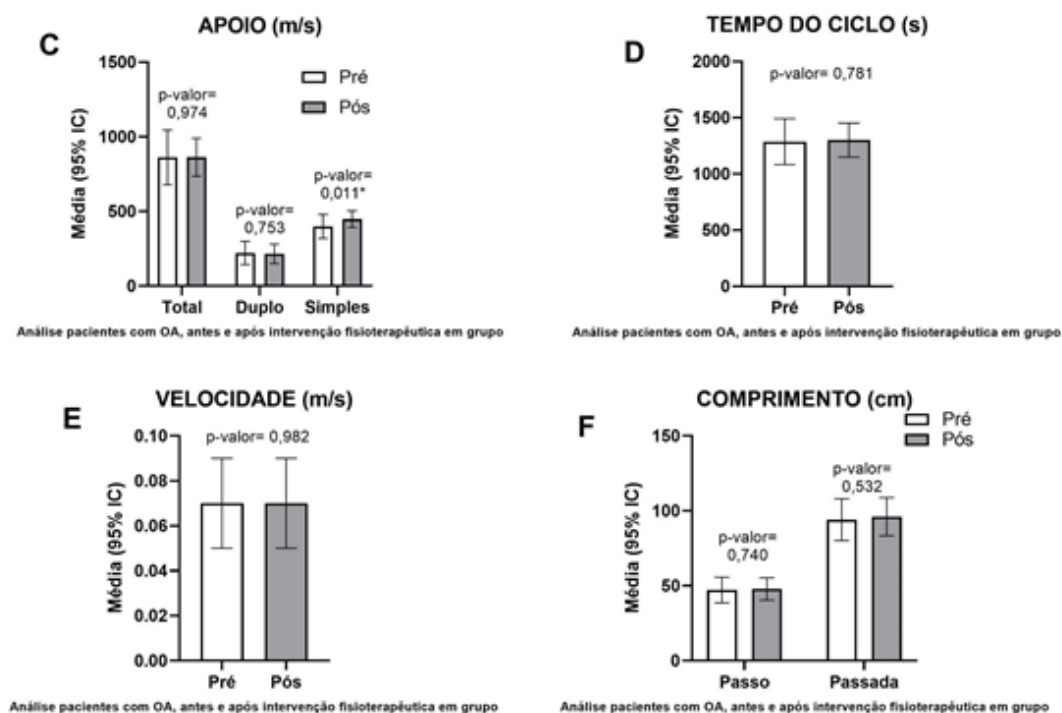 C
APOIO (m/s)
Média (95% IC)
1500
1000
500
0
Pré
Pós
p-valor=
0,974
p-valor=
0,753
p-valor=
0,011*
Total Duplo Simples
Análise pacientes com OA, antes e após intervenção fisioterapêutica em grupo
D
TEMPO DO CICLO (s)
Média (95% IC)
2000
1500
1000
500
0
p-valor= 0,781
Pré Pós
Análise pacientes com OA, antes e após intervenção fisioterapêutica em grupo
E
VELOCIDADE (m/s)
Média (95% IC)
0.10
0.08
0.06
0.04
0.02
0.00
p-valor= 0,982
Pré Pós
Análise pacientes com OA, antes e após intervenção fisioterapêutica em grupo
F
COMPRIMENTO (cm)
Média (95% IC)
150
100
50
0
Pré
Pós
p-valor=
0,740
p-valor=
0,532
Passo Passada
Análise pacientes com OA, antes e após intervenção fisioterapêutica em grupo